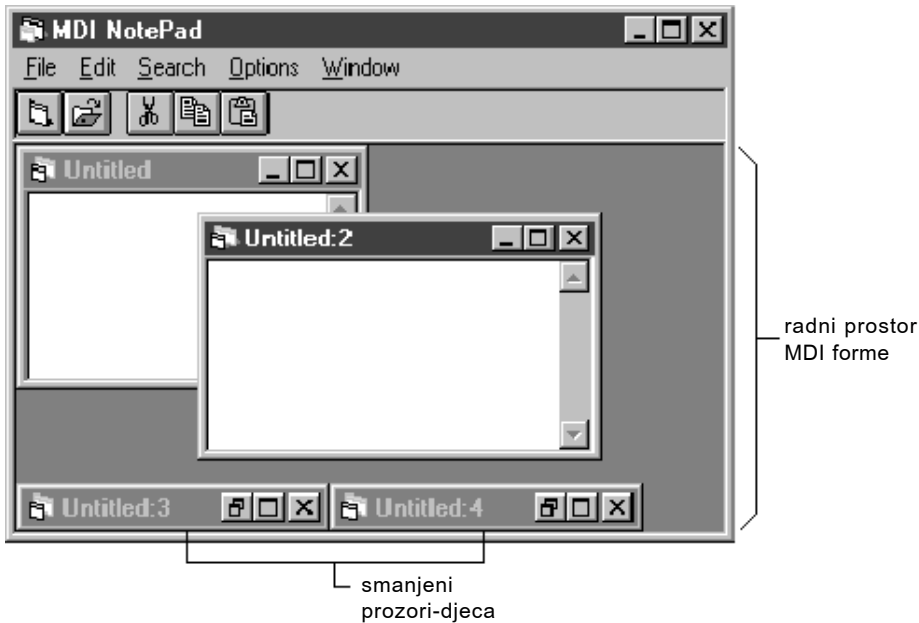 MDI NotePad
File Edit Search Options Window
Untitled
Untitled:2
radni prostor
MDI forme
Untitled:3 Untitled:4
smanjeni
prozori-djeca